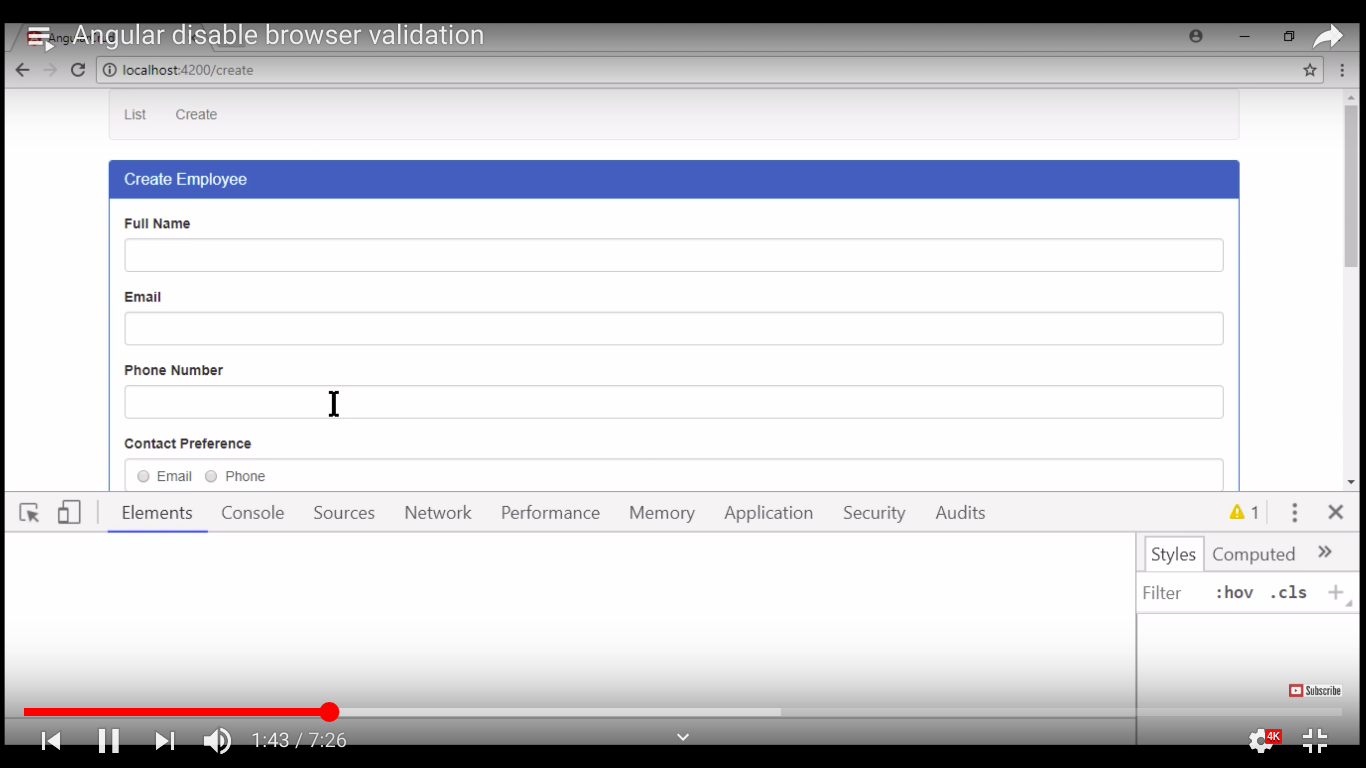 Angular disable browser validation
localhost:4200/create
List Create
Create Employee
Full Name
Email
Phone Number
Contact Preference
Email Phone
Elements Console Sources Network Performance Memory Application Security Audits 1
Styles Computed »
Filter :hov .cls +
Subscribe
1:43 / 7:26
4K